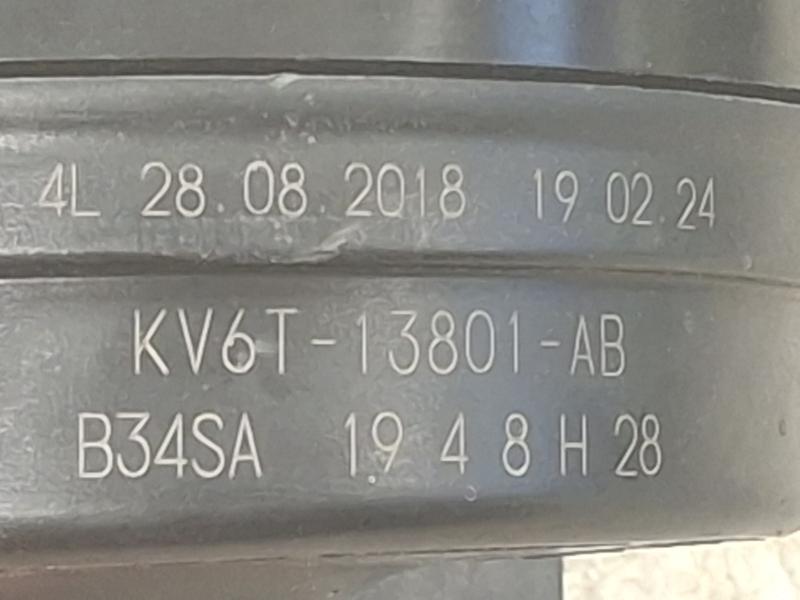 4L 28.08.2018 19 02.24
KV6T-13801-AB
B34SA 19 4 8 H 28